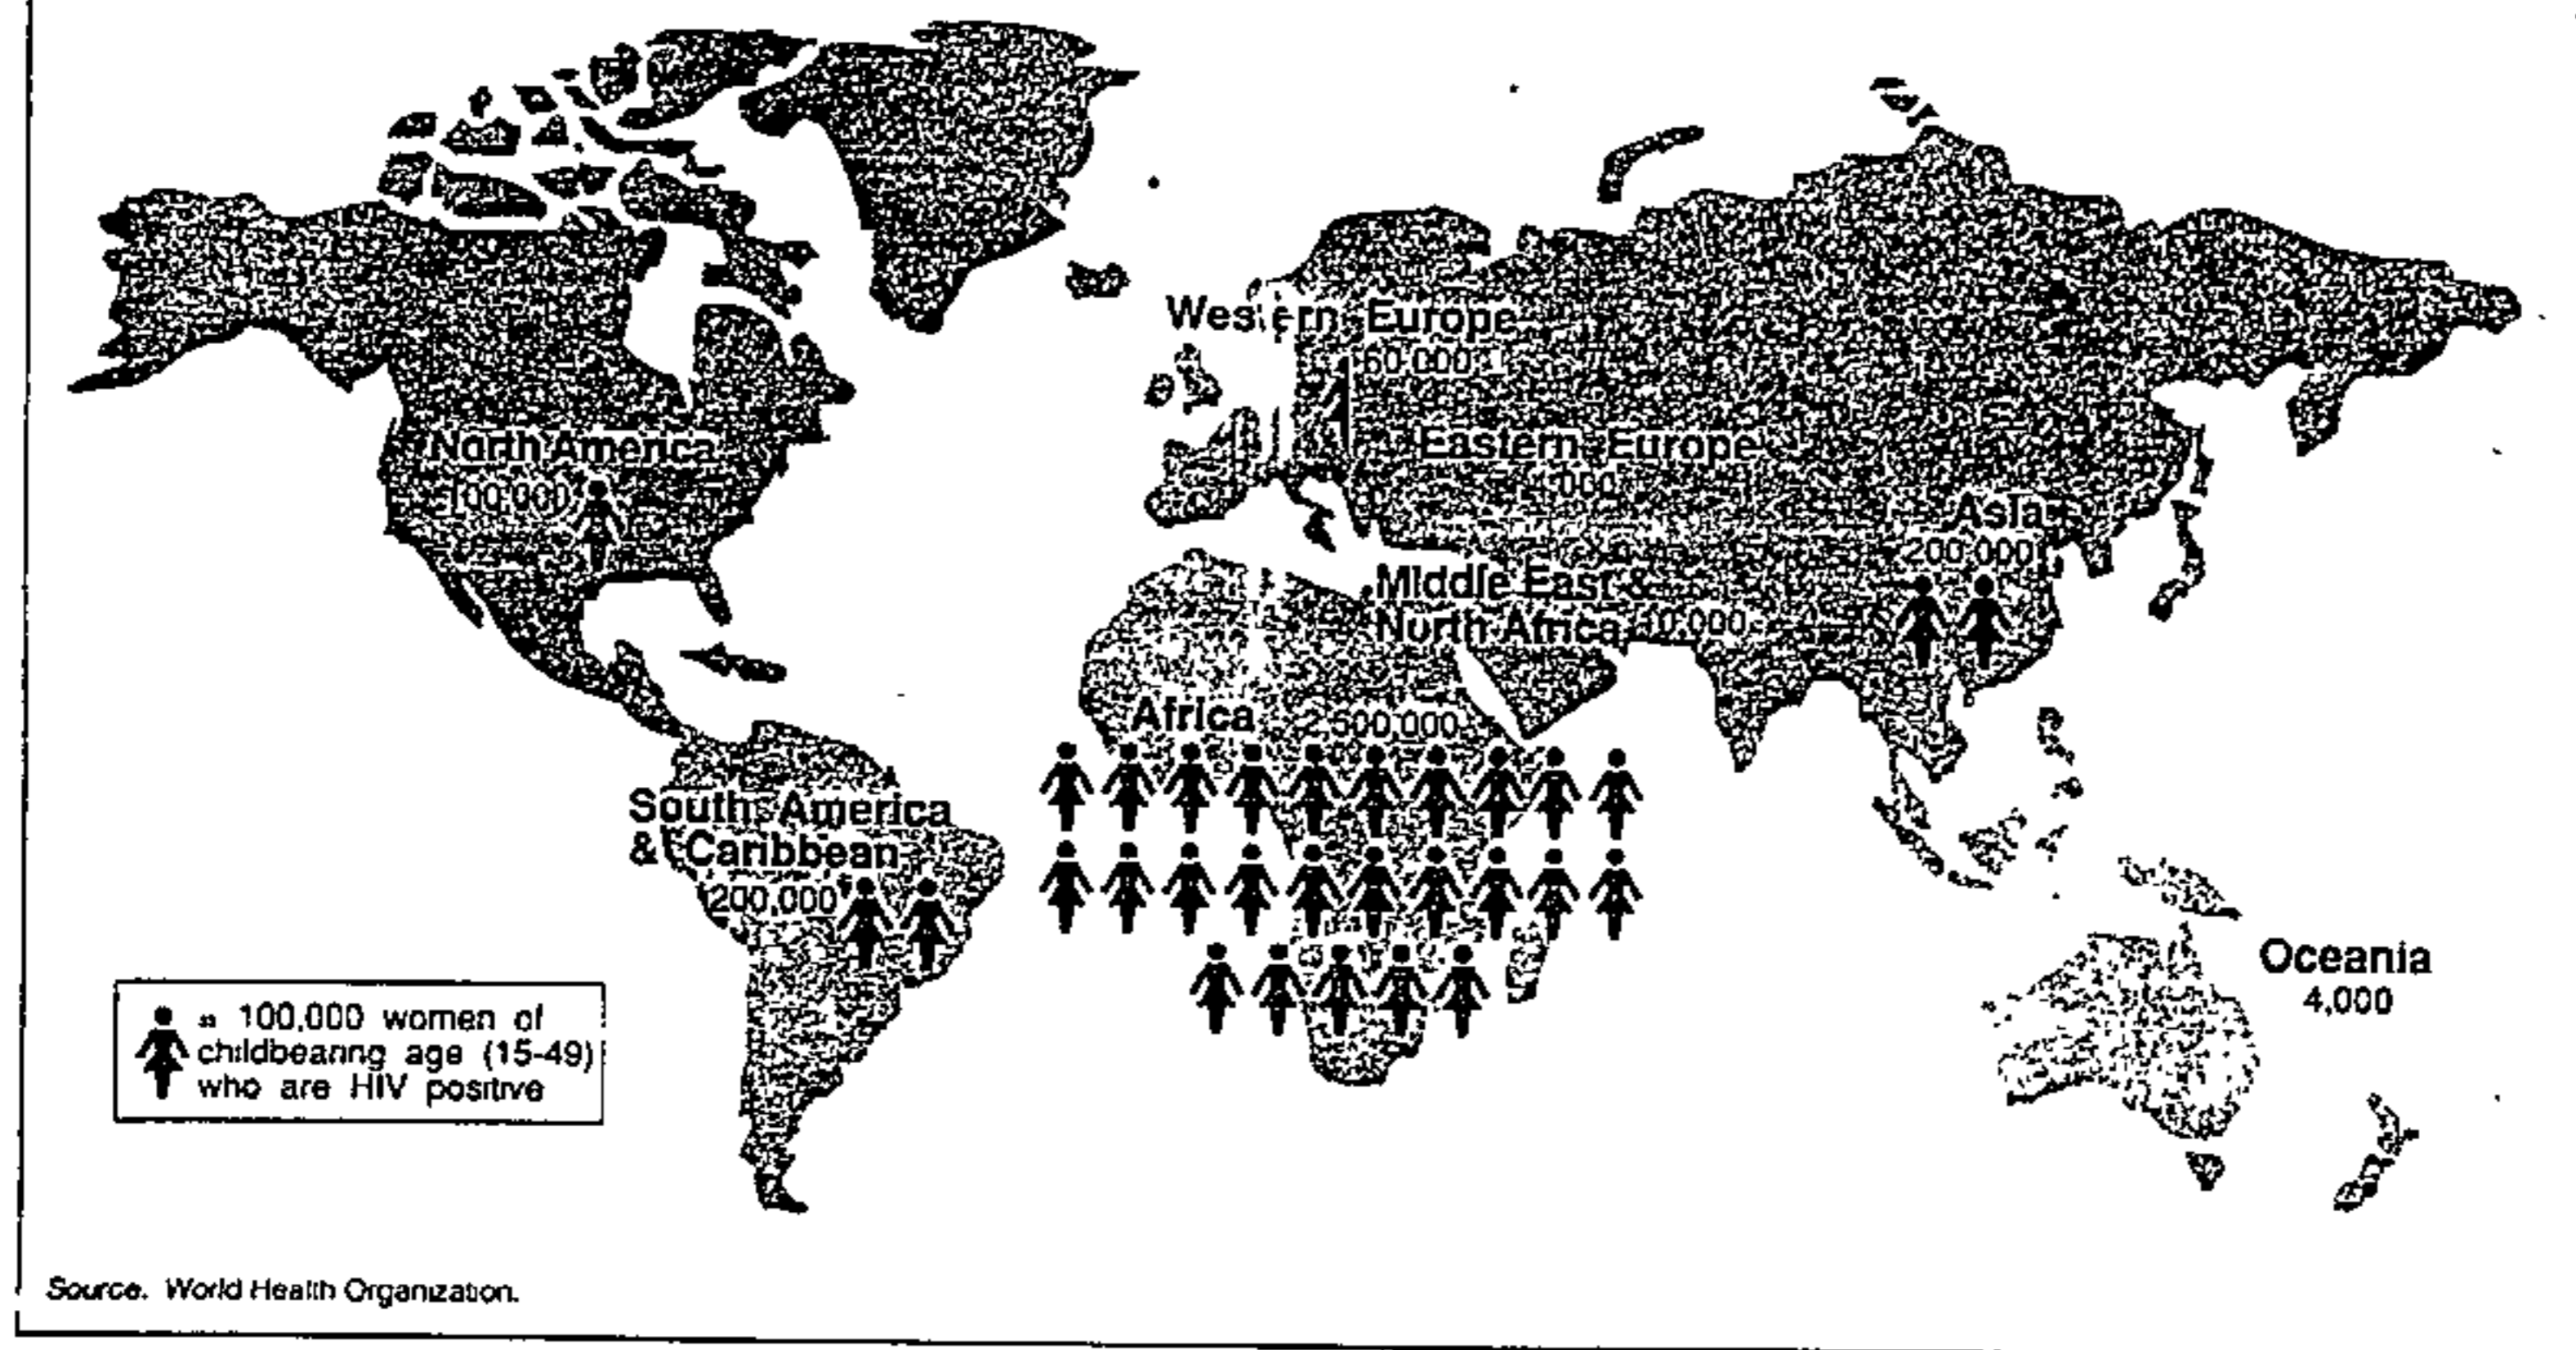 Western Europe
60,000
North America
100,000
Eastern Europe
Asia
200,000
Middle East &
North Africa 10,000
Africa 2,500,000
South America
& Caribbean
200,000
Oceania
4,000
= 100,000 women of
childbearing age (15-49)
who are HIV positive
Source. World Health Organization.